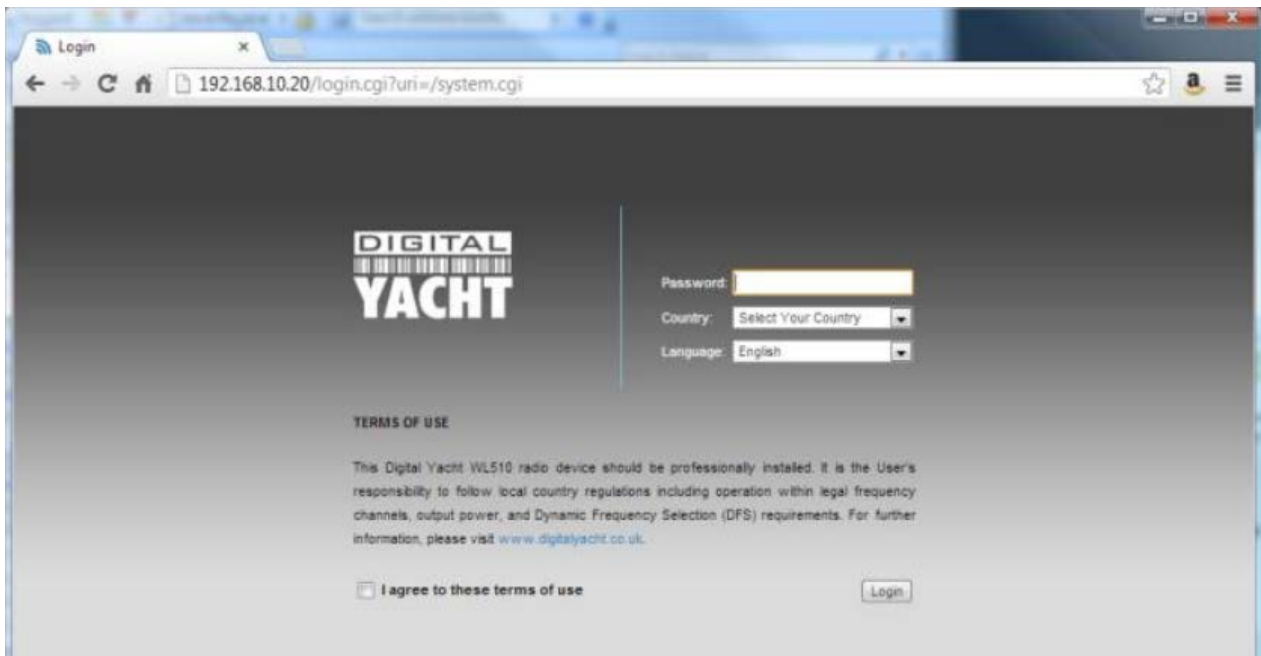 Login
192.168.10.20/login.cgi?uri=/system.cgi
DIGITAL
YACHT
Password:
Country: Select Your Country
Language: English
TERMS OF USE
This Digital Yacht WL510 radio device should be professionally installed. It is the User's
responsibility to follow local country regulations including operation within legal frequency
channels, output power, and Dynamic Frequency Selection (DFS) requirements. For further
information, please visit www.digitalyacht.co.uk.
I agree to these terms of use
Login